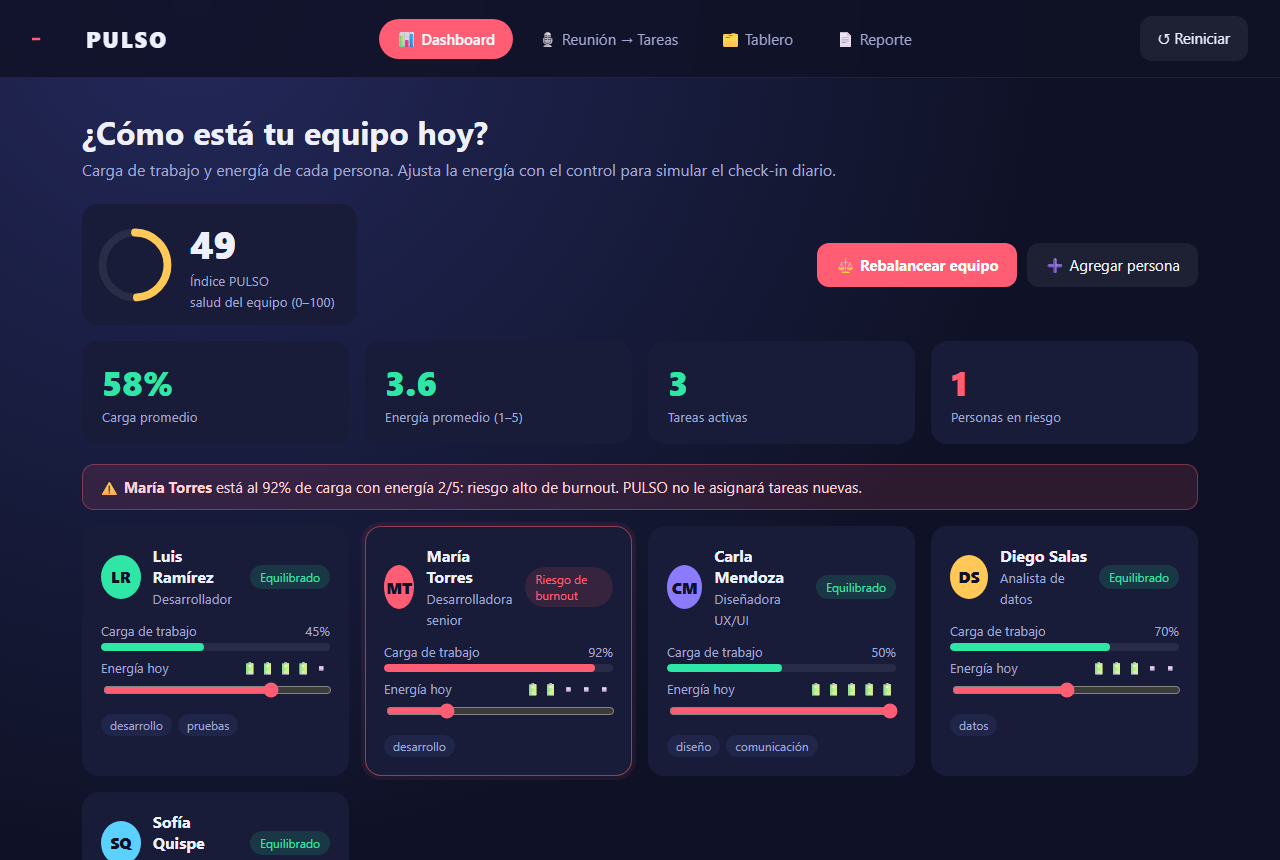 PULSO
Dashboard
Reunión → Tareas
Tablero
Reporte
↺ Reiniciar
¿Cómo está tu equipo hoy?
Carga de trabajo y energía de cada persona. Ajusta la energía con el control para simular el check-in diario.
49
Índice PULSO
salud del equipo (0–100)
Rebalancear equipo
Agregar persona
58%
Carga promedio
3.6
Energía promedio (1–5)
3
Tareas activas
1
Personas en riesgo
María Torres está al 92% de carga con energía 2/5: riesgo alto de burnout. PULSO no le asignará tareas nuevas.
LR
Luis
Ramírez
Desarrollador
Equilibrado
Carga de trabajo 45%
Energía hoy
desarrollo pruebas
MT
María
Torres
Desarrolladora
senior
Riesgo de
burnout
Carga de trabajo 92%
Energía hoy
desarrollo
CM
Carla
Mendoza
Diseñadora
UX/UI
Equilibrado
Carga de trabajo 50%
Energía hoy
diseño comunicación
DS
Diego Salas
Analista de
datos
Equilibrado
Carga de trabajo 70%
Energía hoy
datos
SQ
Sofía
Quispe
Equilibrado